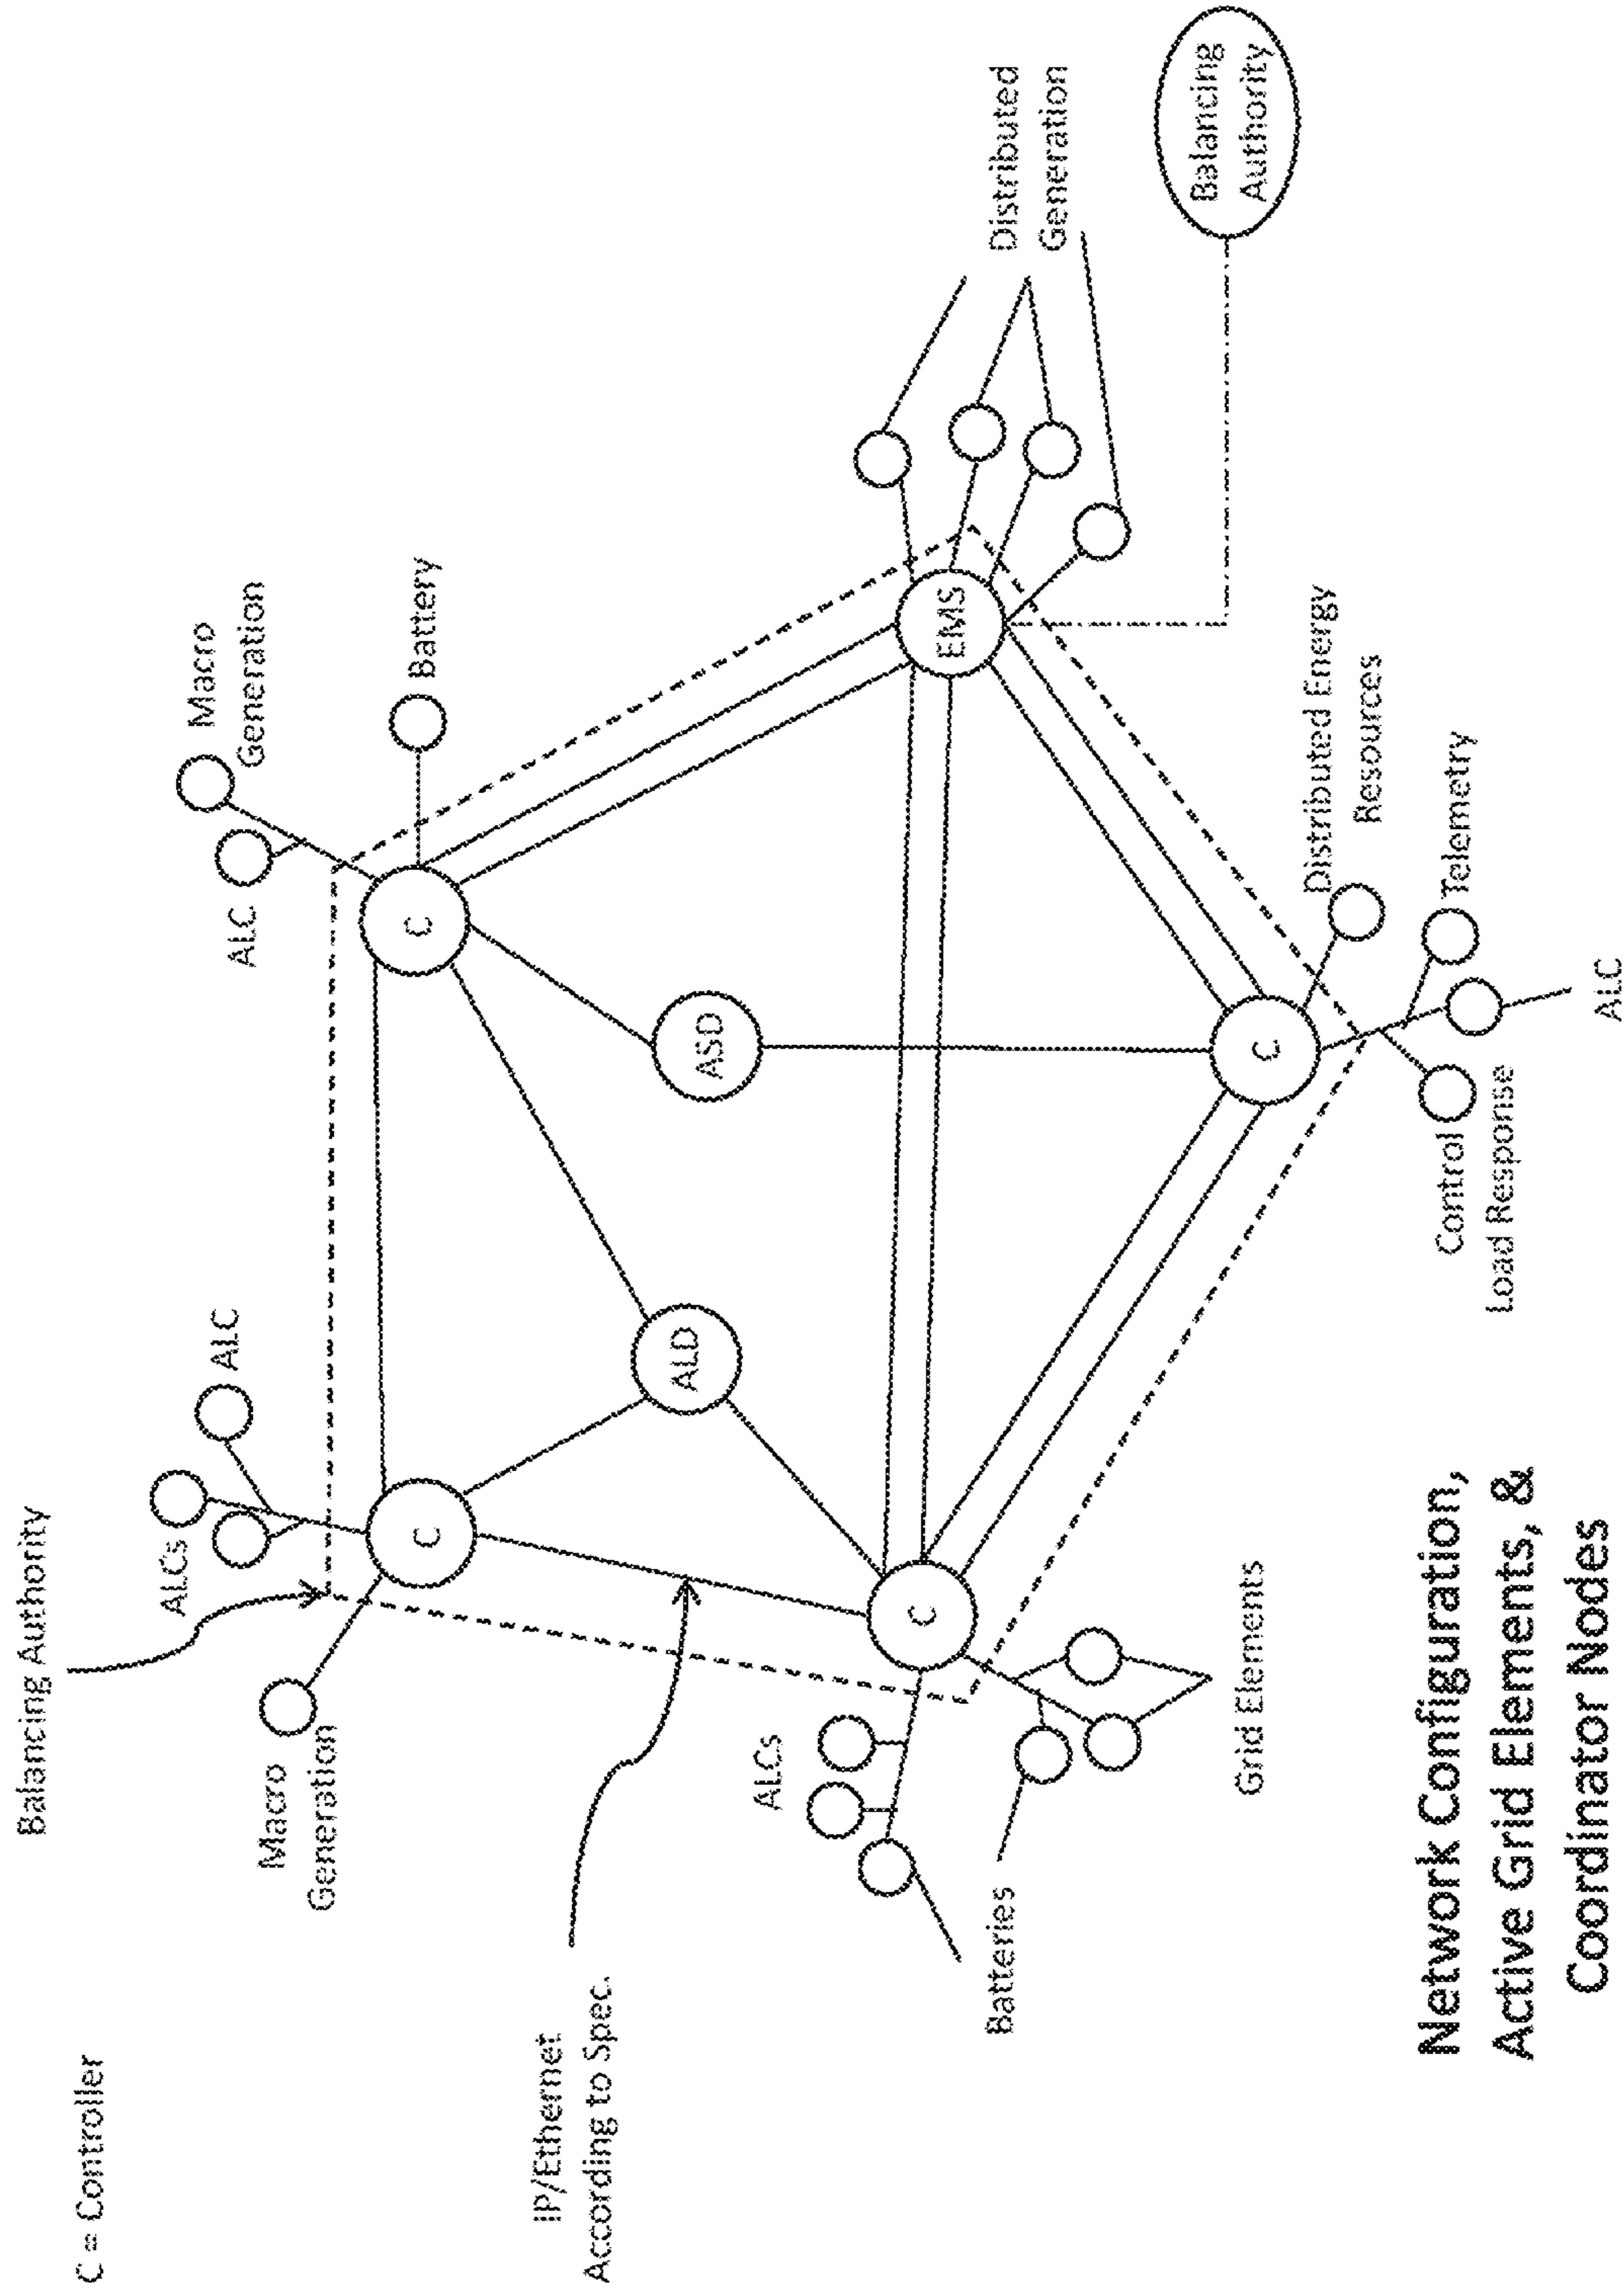 C = Controller
Balancing Authority
IP/Ethernet
According to Spec.
Macro
Generation
ALCs
ALC
C
ALC
Macro
Generation
C
Battery
ALD
ASD
ALCs
Batteries
C
EMS
Distributed
Generation
Grid Elements
C
Balancing
Authority
Distributed Energy
Resources
Control
Load Response
Telemetry
ALC
Network Configuration,
Active Grid Elements, &
Coordinator Nodes